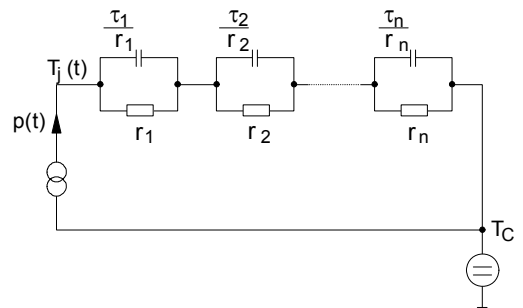 τ1 τ2 τn
r1 r2 rn
Tj (t)
p(t)
r1 r2 rn
TC